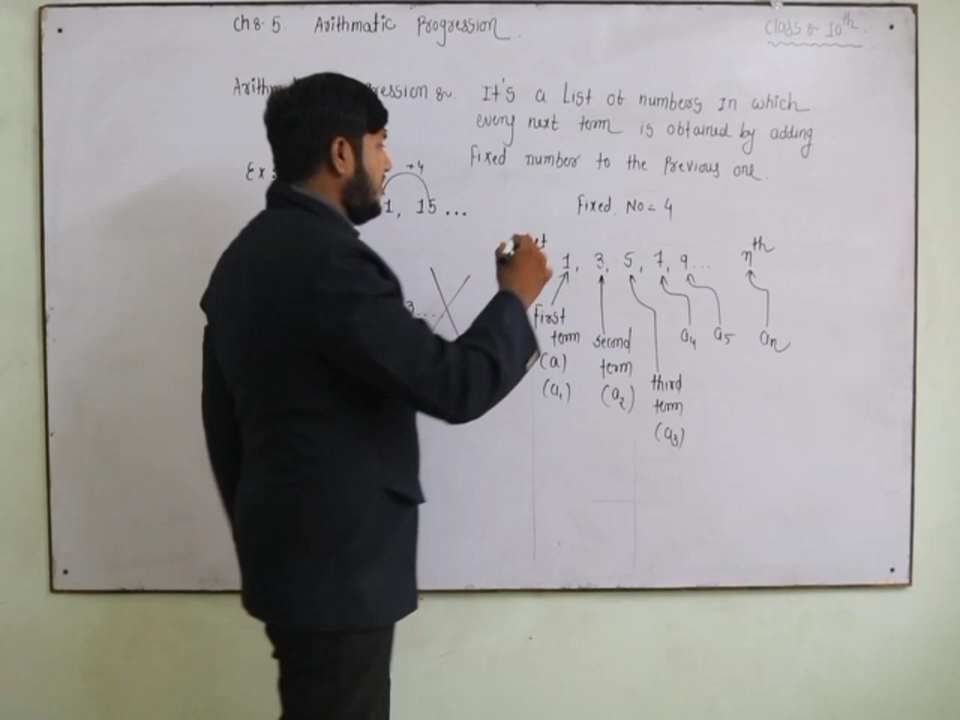 Ch 8- 5. Arithmatic Progression.
Class 8- 10th
It's a List of numbers In which
every next term is obtained by adding
Fixed number to the Previous one.
Ex
+4
1, 15 ...
Fixed No = 4
1, 3, 5, 7, 9... nth
3...
First term (a) (a1)
second term (a2)
third term (a3)
a4
a5
an